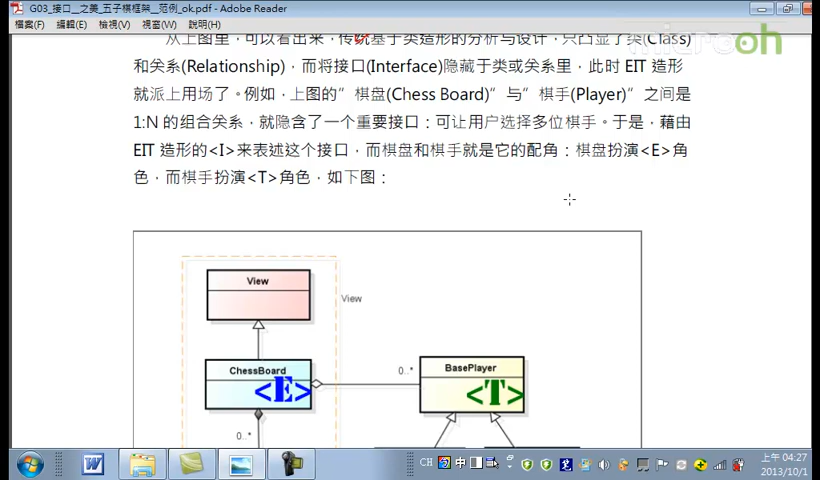 G03_接口__之美_五子棋框架__范例_ok.pdf - Adobe Reader
檔案(F) 編輯(E) 檢視(V) 視窗(W) 說明(H)
从上图里，可以看出来，传统基于类造形的分析与设计，只凸显了类(Class)
和关系(Relationship)，而将接口(Interface)隐藏于类或关系里，此时 EIT 造形
就派上用场了。例如，上图的”棋盘(Chess Board)”与”棋手(Player)”之间是
1:N 的组合关系，就隐含了一个重要接口：可让用户选择多位棋手。于是，藉由
EIT 造形的<I>来表述这个接口，而棋盘和棋手就是它的配角：棋盘扮演<E>角
色，而棋手扮演<T>角色，如下图：
View
View
ChessBoard
<E>
0..*
BasePlayer
<T>
0..*
CH 中
上午 04:27
2013/10/1